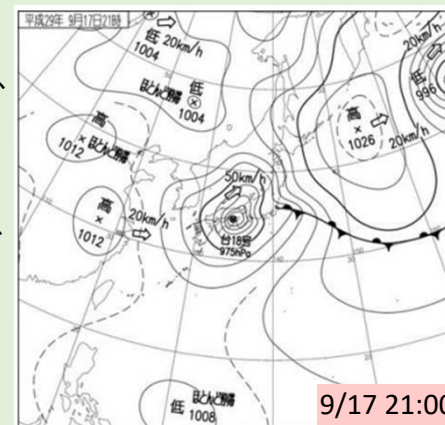 平成29年 9月17日21時
低 20km/h
1004
低
1004
ほとんど停滞
高
1012
ほとんど停滞
高
1012
20km/h
50km/h
台18号
975hPa
高
1026
20km/h
20km/h
低
996
ほとんど停滞
低 1008
9/17 21:00